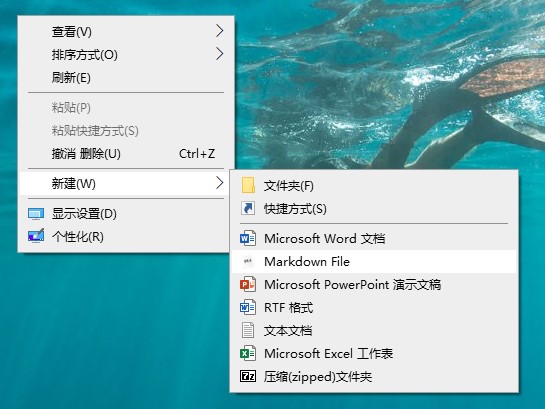 查看(V)
排序方式(O)
刷新(E)
粘贴(P)
粘贴快捷方式(S)
撤消 删除(U) Ctrl+Z
新建(W)
显示设置(D)
个性化(R)
文件夹(F)
快捷方式(S)
Microsoft Word 文档
Markdown File
Microsoft PowerPoint 演示文稿
RTF 格式
文本文档
Microsoft Excel 工作表
压缩(zipped)文件夹